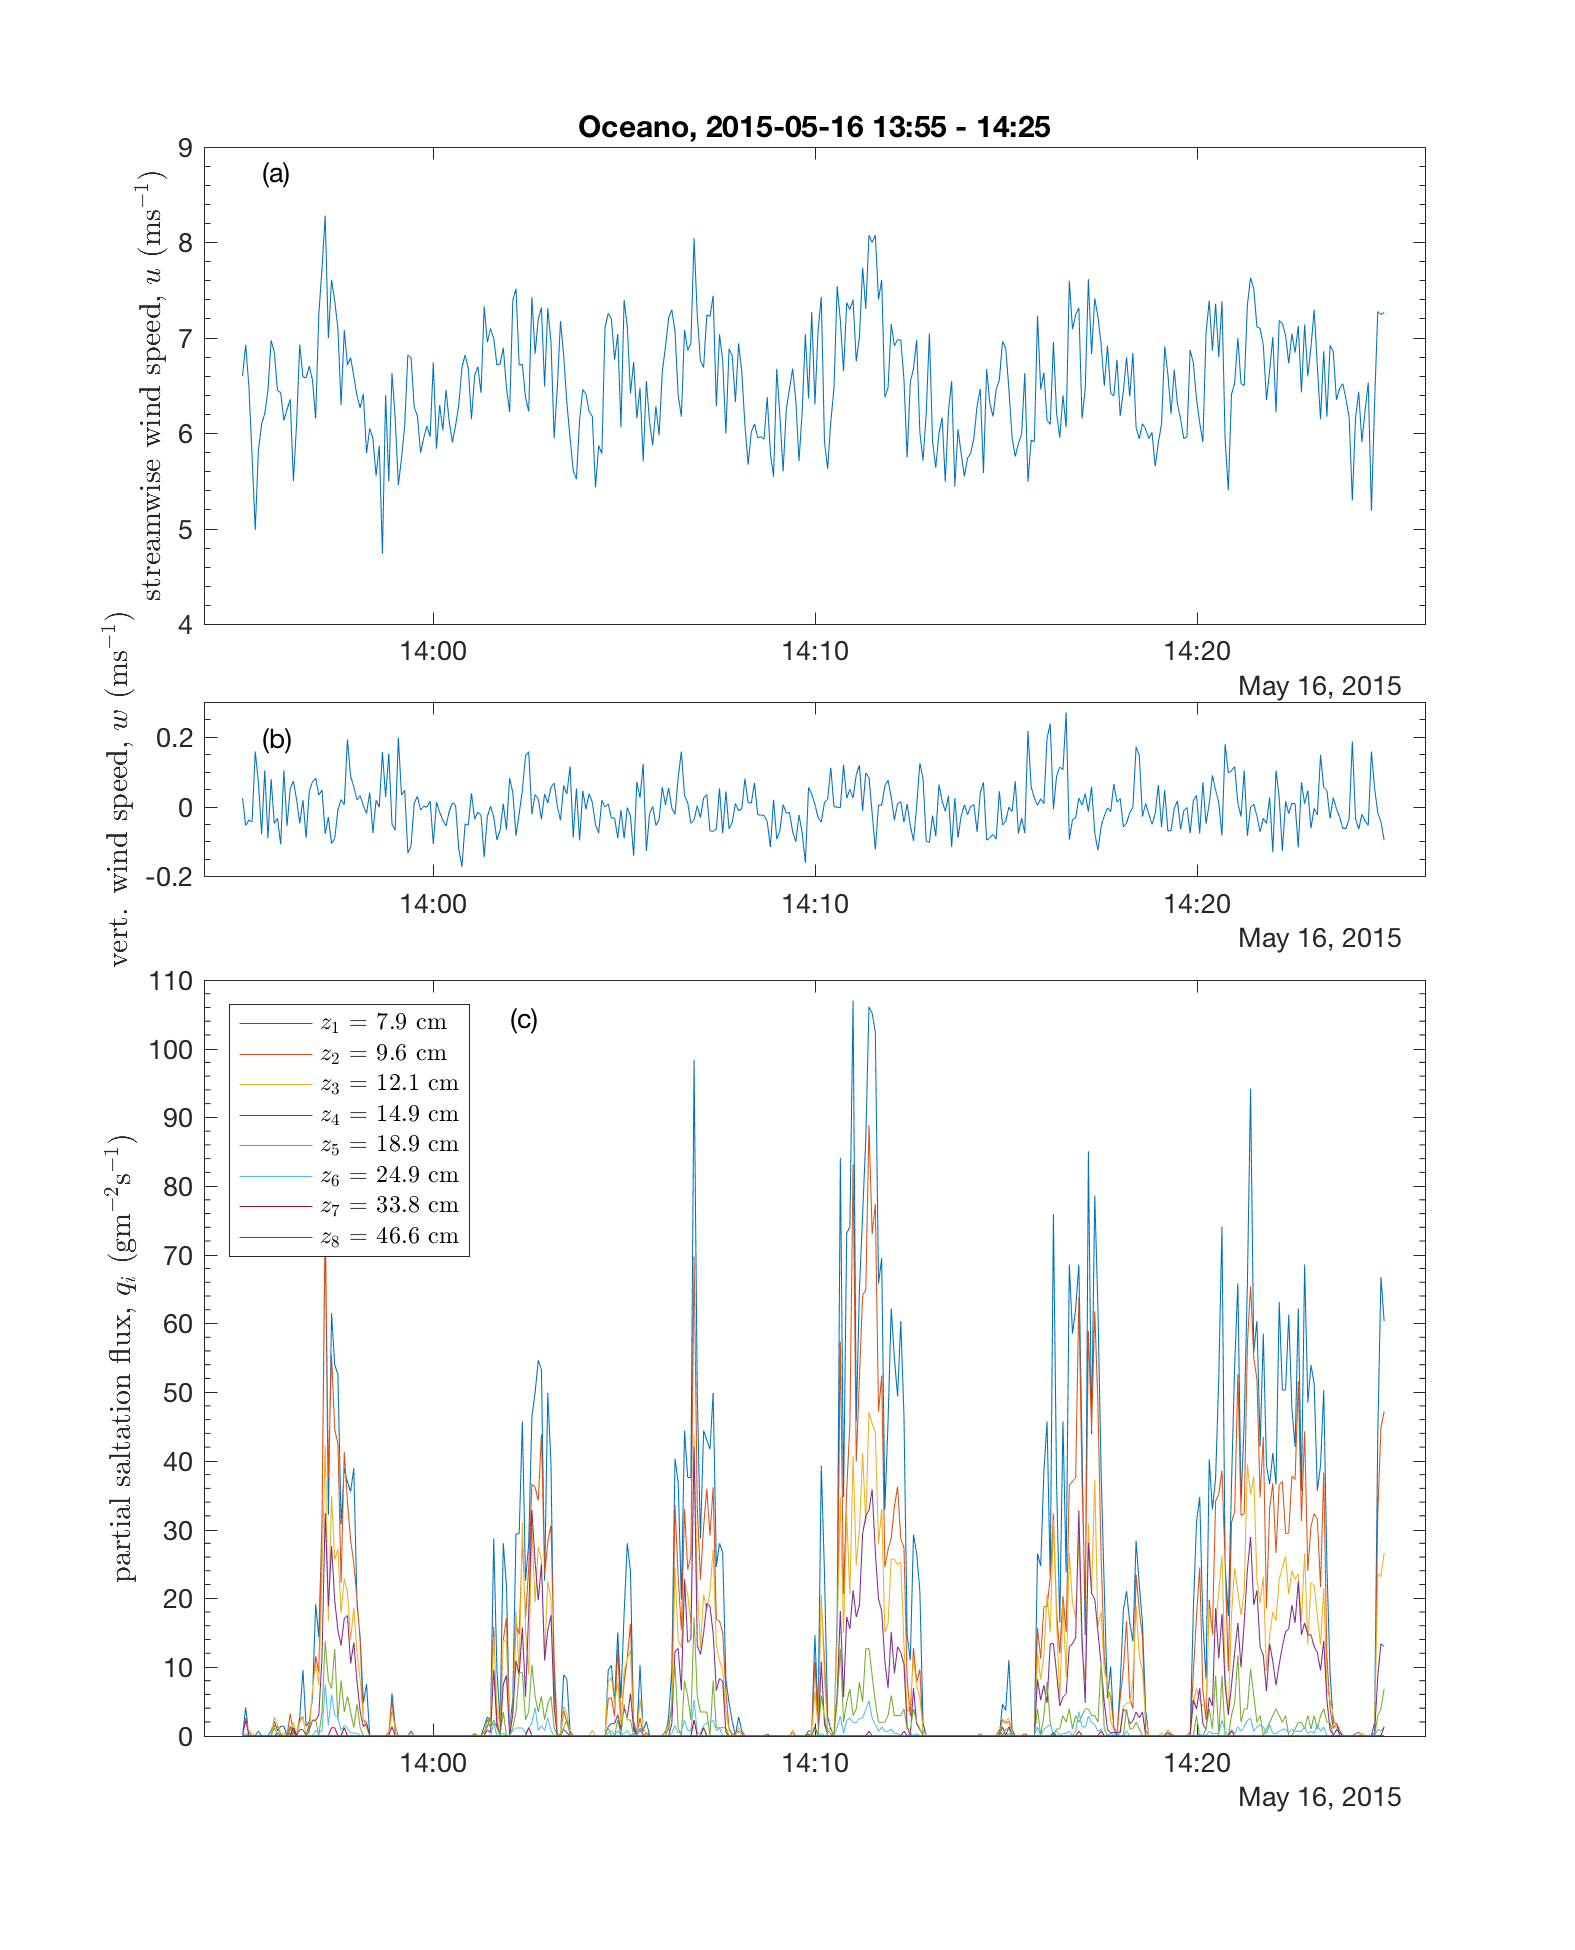 Oceano, 2015-05-16 13:55 - 14:25
(a)
streamwise wind speed, u (ms⁻¹)
9
8
7
6
5
4
14:00 14:10 14:20
May 16, 2015
(b)
vert. wind speed, w (ms⁻¹)
0.2
0
-0.2
14:00 14:10 14:20
May 16, 2015
(c)
partial saltation flux, qᵢ (gm⁻²s⁻¹)
110
100
90
80
70
60
50
40
30
20
10
0
z₁ = 7.9 cm
z₂ = 9.6 cm
z₃ = 12.1 cm
z₄ = 14.9 cm
z₅ = 18.9 cm
z₆ = 24.9 cm
z₇ = 33.8 cm
z₈ = 46.6 cm
14:00 14:10 14:20
May 16, 2015